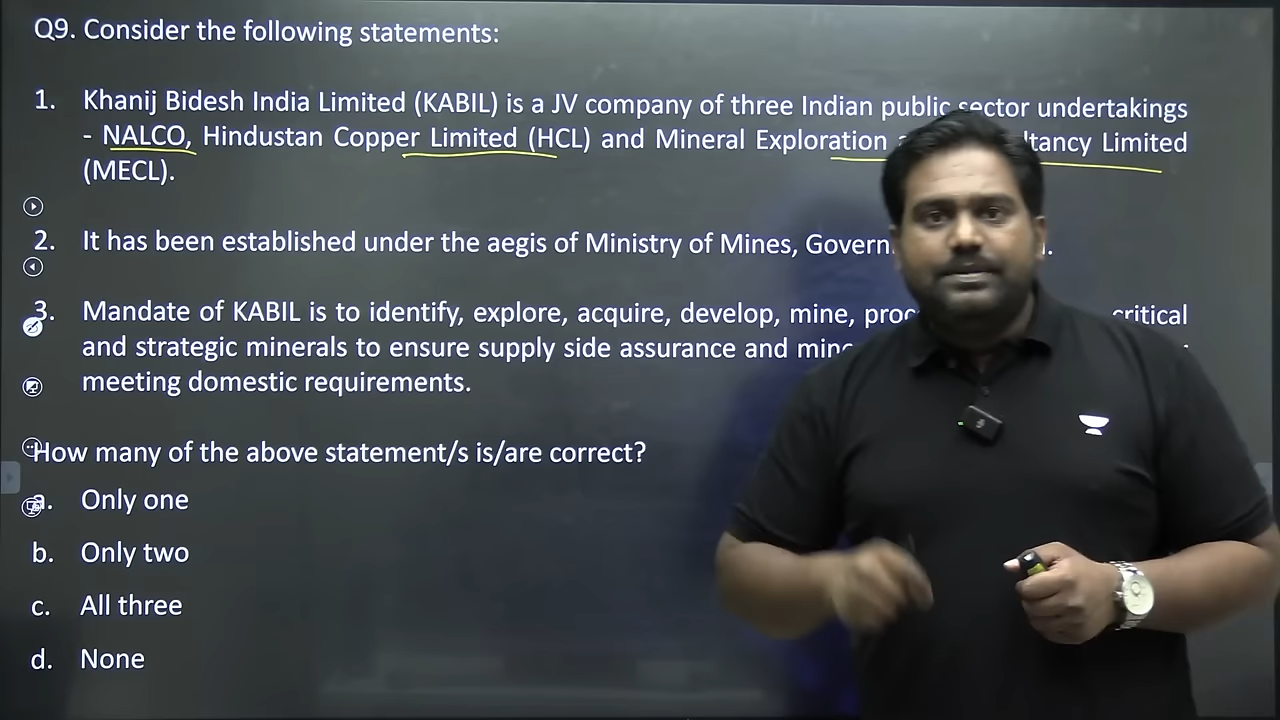 Q9. Consider the following statements:
1. Khanij Bidesh India Limited (KABIL) is a JV company of three Indian public sector undertakings
- NALCO, Hindustan Copper Limited (HCL) and Mineral Exploration Limited
(MECL).
2. It has been established under the aegis of Ministry of Mines,
3. Mandate of KABIL is to identify, explore, acquire, develop, mine, critical
and strategic minerals to ensure supply side assurance and
meeting domestic requirements.
How many of the above statement/s is/are correct?
a. Only one
b. Only two
c. All three
d. None